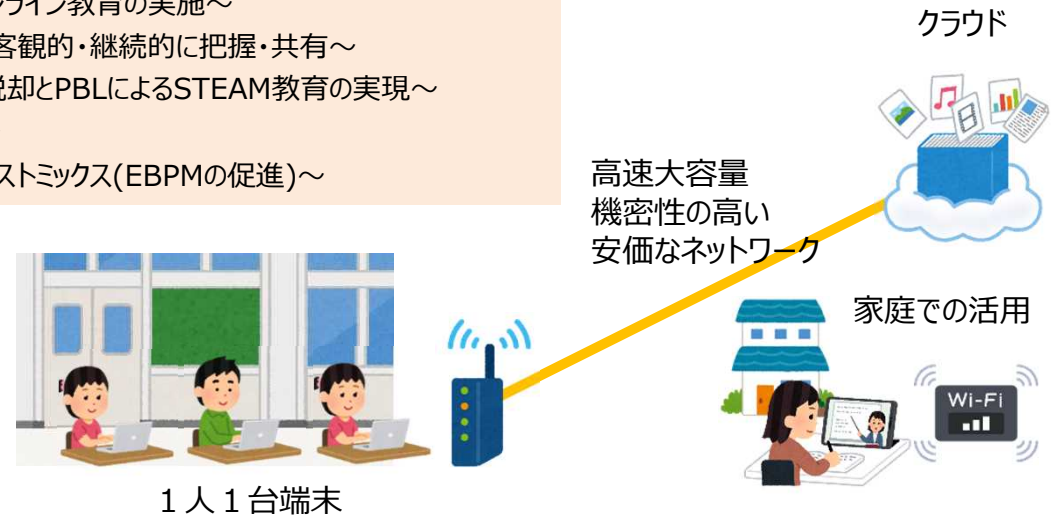 ライン教育の実施～
客観的・継続的に把握・共有～
却とPBLによるSTEAM教育の実現～
ストミックス(EBPMの促進)～
クラウド
高速大容量
機密性の高い
安価なネットワーク
家庭での活用
Wi-Fi
１人１台端末